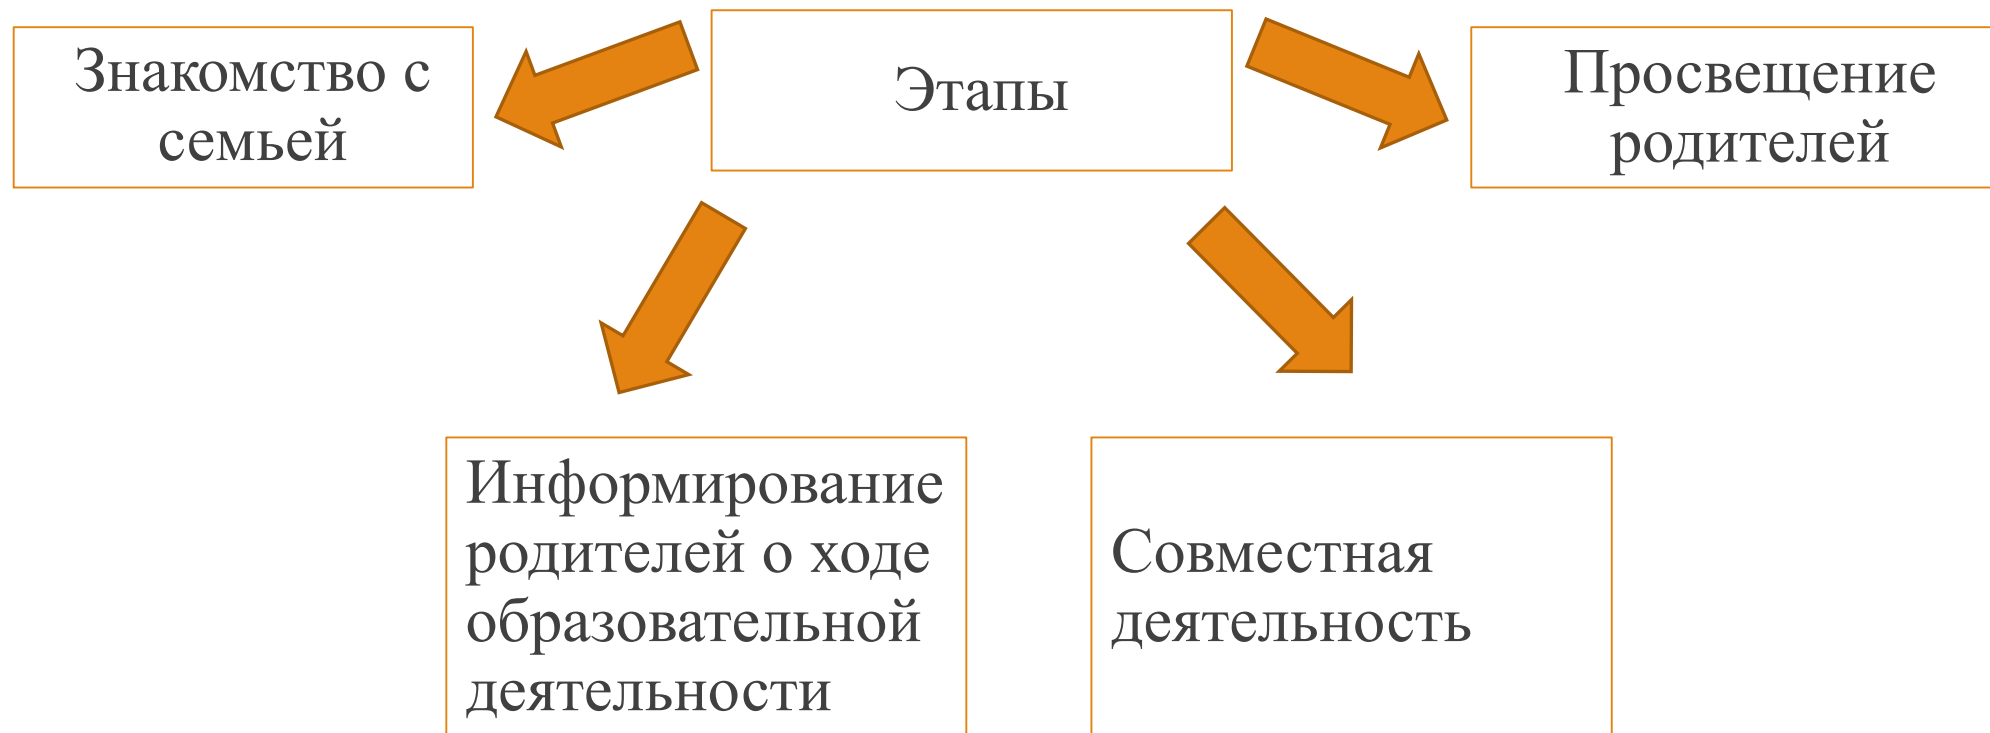 Знакомство с
семьей
Этапы
Просвещение
родителей
Информирование
родителей о ходе
образовательной
деятельности
Совместная
деятельность